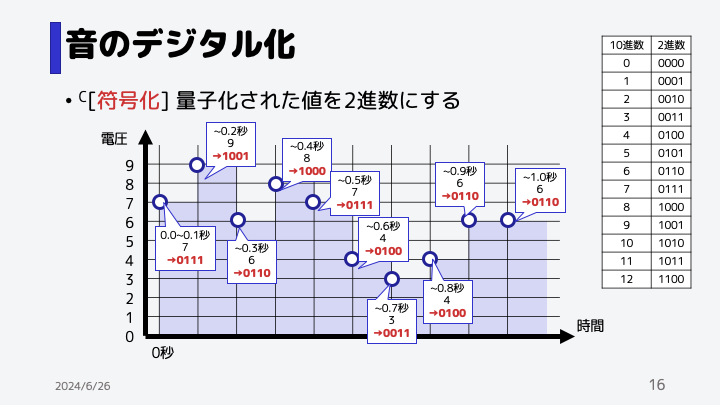 音のデジタル化
• ᑕ[符号化] 量子化された値を2進数にする
電圧
9
8
7
6
5
4
3
2
1
0
0.0~0.1秒
7
→0111
~0.2秒
9
→1001
~0.3秒
6
→0110
~0.4秒
8
→1000
~0.5秒
7
→0111
~0.6秒
4
→0100
~0.7秒
3
→0011
~0.8秒
4
→0100
~0.9秒
6
→0110
~1.0秒
6
→0110
時間
0秒
10進数 2進数
0 0000
1 0001
2 0010
3 0011
4 0100
5 0101
6 0110
7 0111
8 1000
9 1001
10 1010
11 1011
12 1100
2024/6/26
16